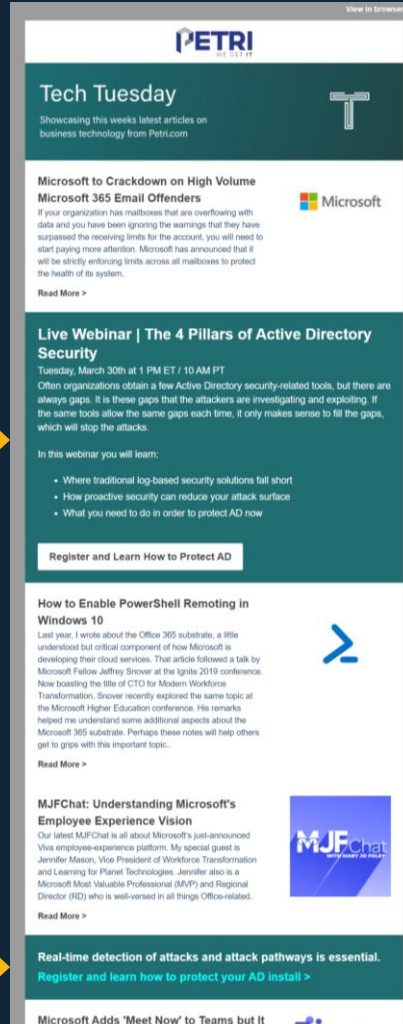 View in browser
PETRI
WE GET IT
Tech Tuesday
Showcasing this weeks latest articles on
business technology from Petri.com
Microsoft to Crackdown on High Volume
Microsoft 365 Email Offenders
If your organization has mailboxes that are overflowing with
data and you have been ignoring the warnings that they have
surpassed the receiving limits for the account, you will need to
start paying more attention. Microsoft has announced that it
will be strictly enforcing limits across all mailboxes to protect
the health of its system.
Microsoft
Read More >
Live Webinar | The 4 Pillars of Active Directory
Security
Tuesday, March 30th at 1 PM ET / 10 AM PT
Often organizations obtain a few Active Directory security-related tools, but there are
always gaps. It is these gaps that the attackers are investigating and exploiting. If
the same tools allow the same gaps each time, it only makes sense to fill the gaps,
which will stop the attacks.
In this webinar you will learn:
• Where traditional log-based security solutions fall short
• How proactive security can reduce your attack surface
• What you need to do in order to protect AD now
Register and Learn How to Protect AD
How to Enable PowerShell Remoting in
Windows 10
Last year, I wrote about the Office 365 substrate, a little
understood but critical component of how Microsoft is
developing their cloud services. That article followed a talk by
Microsoft Fellow Jeffrey Snover at the Ignite 2019 conference.
Now boasting the title of CTO for Modern Workforce
Transformation, Snover recently explored the same topic at
the Microsoft Higher Education conference. His remarks
helped me understand some additional aspects about the
Microsoft 365 substrate. Perhaps these notes will help others
get to grips with this important topic..
Read More >
MJFChat: Understanding Microsoft's
Employee Experience Vision
Our latest MJFChat is all about Microsoft's just-announced
Viva employee-experience platform. My special guest is
Jennifer Mason, Vice President of Workforce Transformation
and Learning for Planet Technologies. Jennifer also is a
Microsoft Most Valuable Professional (MVP) and Regional
Director (RD) who is well-versed in all things Office-related.
MJFChat
WITH MARY JO FOLEY
Read More >
Real-time detection of attacks and attack pathways is essential.
Register and learn how to protect your AD install >
Microsoft Adds 'Meet Now' to Teams but It